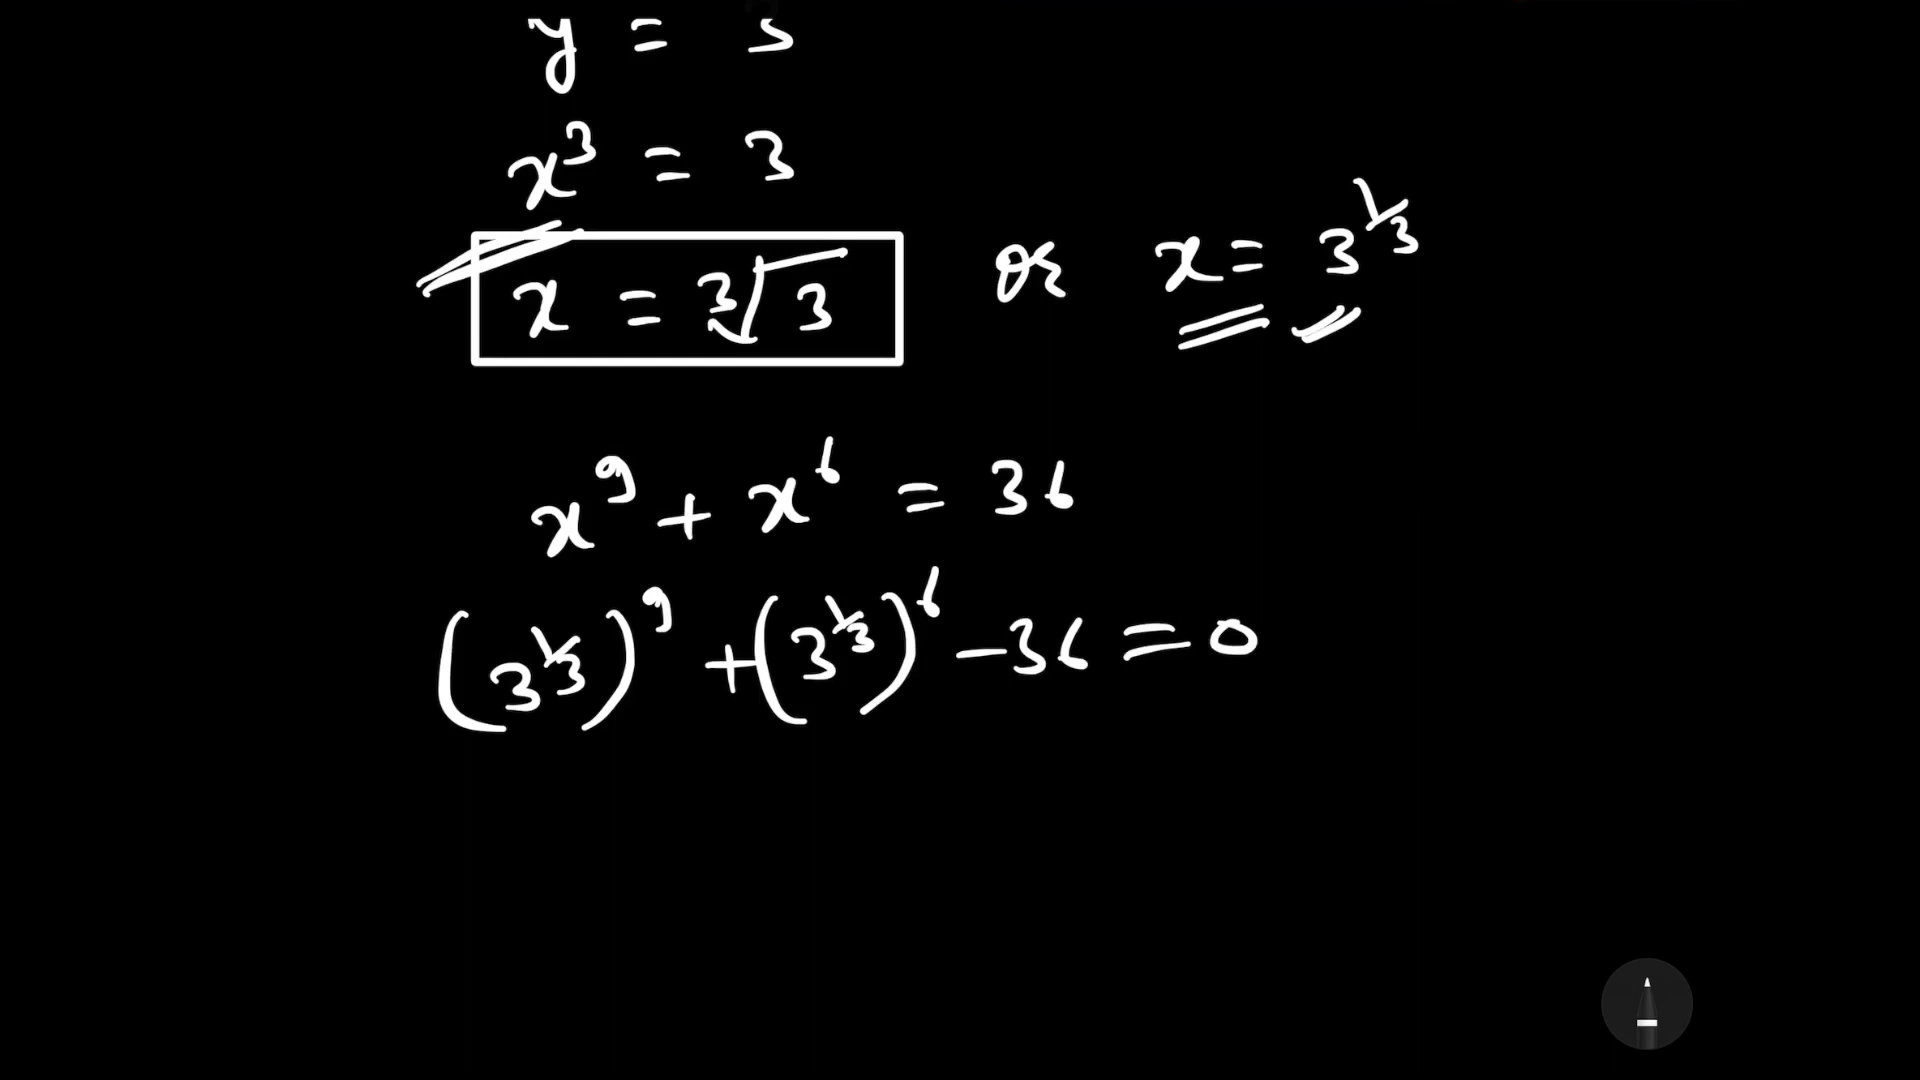 y = 3
x³ = 3
x = ∛3 or x = 3^(1/3)
x⁹ + x⁶ = 36
(3^(1/3))⁹ + (3^(1/3))⁶ - 36 = 0